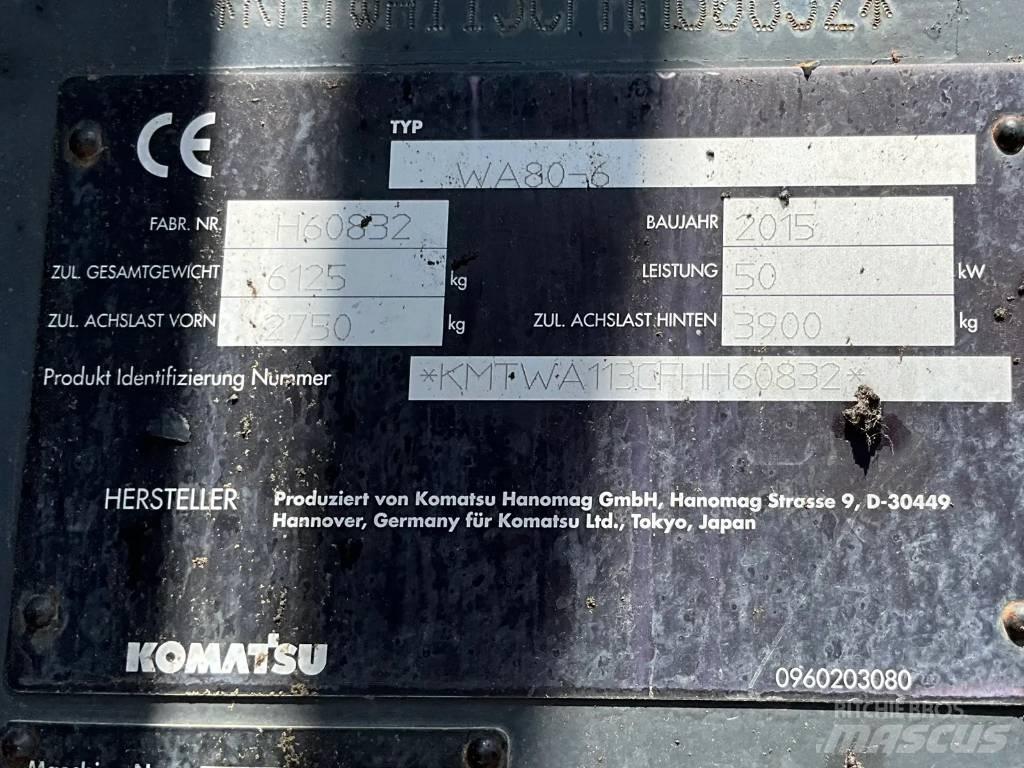 *KMTWA113CFHH60832*
CE
TYP
WA80-6
FABR. NR. H60832
BAUJAHR 2015
ZUL. GESAMTGEWICHT 6125 kg
LEISTUNG 50 kW
ZUL. ACHSLAST VORN 2750 kg
ZUL. ACHSLAST HINTEN 3900 kg
Produkt Identifizierung Nummer *KMTWA113CFHH60832*
HERSTELLER Produziert von Komatsu Hanomag GmbH, Hanomag Strasse 9, D-30449
Hannover, Germany für Komatsu Ltd., Tokyo, Japan
KOMATSU
0960203080
RITCHIE BROS
mascus